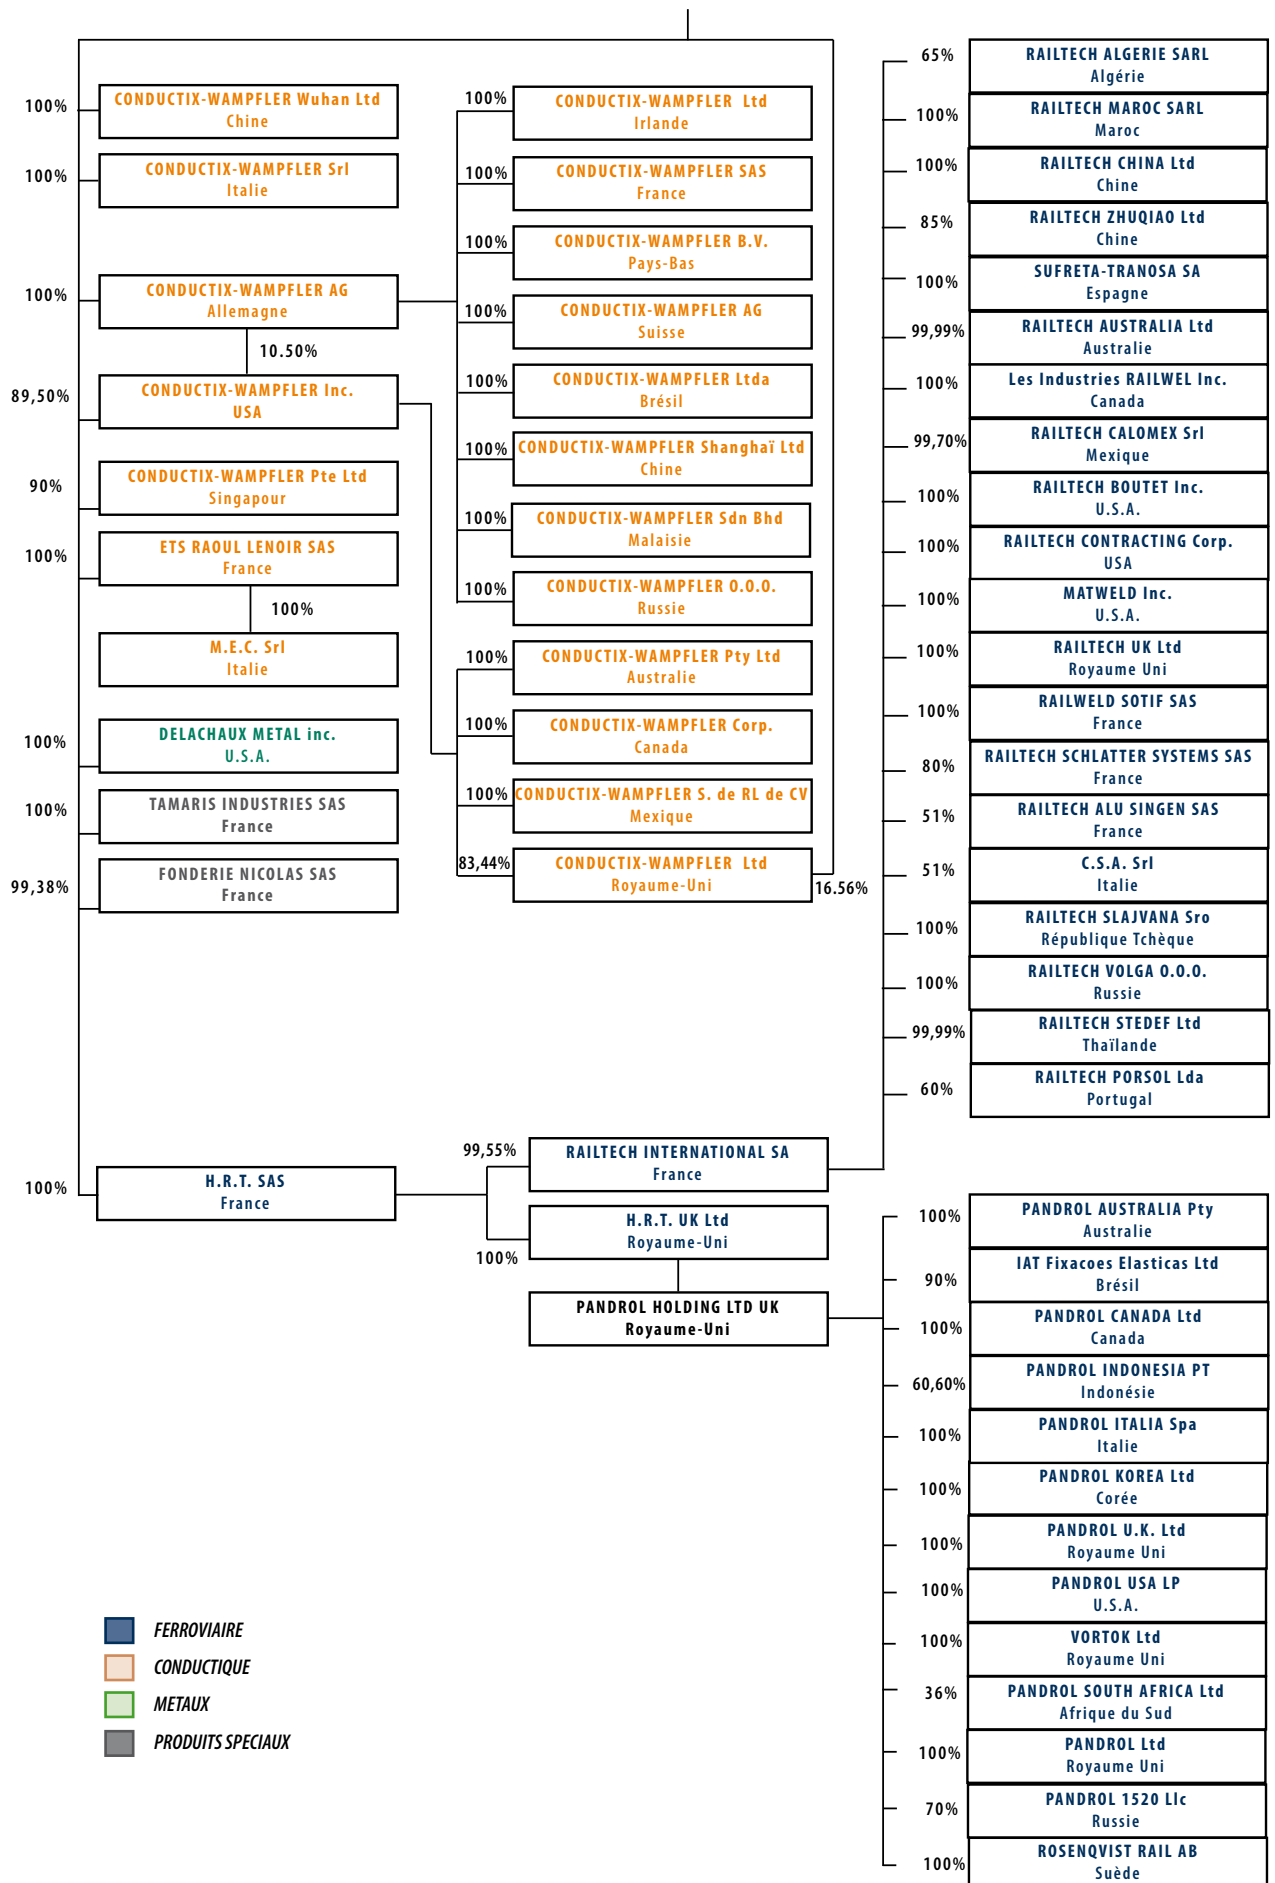 100%
CONDUCTIX-WAMPFLER Wuhan Ltd
Chine
100%
CONDUCTIX-WAMPFLER Srl
Italie
100%
CONDUCTIX-WAMPFLER AG
Allemagne
10.50%
89,50%
CONDUCTIX-WAMPFLER Inc.
USA
90%
CONDUCTIX-WAMPFLER Pte Ltd
Singapour
100%
ETS RAOUL LENOIR SAS
France
100%
M.E.C. Srl
Italie
100%
DELACHAUX METAL inc.
U.S.A.
100%
TAMARIS INDUSTRIES SAS
France
99,38%
FONDERIE NICOLAS SAS
France
100%
H.R.T. SAS
France
100%
CONDUCTIX-WAMPFLER Ltd
Irlande
100%
CONDUCTIX-WAMPFLER SAS
France
100%
CONDUCTIX-WAMPFLER B.V.
Pays-Bas
100%
CONDUCTIX-WAMPFLER AG
Suisse
100%
CONDUCTIX-WAMPFLER Ltda
Brésil
100%
CONDUCTIX-WAMPFLER Shanghaï Ltd
Chine
100%
CONDUCTIX-WAMPFLER Sdn Bhd
Malaisie
100%
CONDUCTIX-WAMPFLER O.O.O.
Russie
100%
CONDUCTIX-WAMPFLER Pty Ltd
Australie
100%
CONDUCTIX-WAMPFLER Corp.
Canada
100%
CONDUCTIX-WAMPFLER S. de RL de CV
Mexique
83,44%
CONDUCTIX-WAMPFLER Ltd
Royaume-Uni
16.56%
99,55%
RAILTECH INTERNATIONAL SA
France
100%
H.R.T. UK Ltd
Royaume-Uni
PANDROL HOLDING LTD UK
Royaume-Uni
65%
RAILTECH ALGERIE SARL
Algérie
100%
RAILTECH MAROC SARL
Maroc
100%
RAILTECH CHINA Ltd
Chine
85%
RAILTECH ZHUQIAO Ltd
Chine
100%
SUFRETA-TRANOSA SA
Espagne
99,99%
RAILTECH AUSTRALIA Ltd
Australie
100%
Les Industries RAILWEL Inc.
Canada
99,70%
RAILTECH CALOMEX Srl
Mexique
100%
RAILTECH BOUTET Inc.
U.S.A.
100%
RAILTECH CONTRACTING Corp.
USA
100%
MATWELD Inc.
U.S.A.
100%
RAILTECH UK Ltd
Royaume Uni
100%
RAILWELD SOTIF SAS
France
80%
RAILTECH SCHLATTER SYSTEMS SAS
France
51%
RAILTECH ALU SINGEN SAS
France
51%
C.S.A. Srl
Italie
100%
RAILTECH SLAJVANA Sro
République Tchèque
100%
RAILTECH VOLGA O.O.O.
Russie
99,99%
RAILTECH STEDEF Ltd
Thaïlande
60%
RAILTECH PORSOL Lda
Portugal
100%
PANDROL AUSTRALIA Pty
Australie
90%
IAT Fixacoes Elasticas Ltd
Brésil
100%
PANDROL CANADA Ltd
Canada
60,60%
PANDROL INDONESIA PT
Indonésie
100%
PANDROL ITALIA Spa
Italie
100%
PANDROL KOREA Ltd
Corée
100%
PANDROL U.K. Ltd
Royaume Uni
100%
PANDROL USA LP
U.S.A.
100%
VORTOK Ltd
Royaume Uni
36%
PANDROL SOUTH AFRICA Ltd
Afrique du Sud
100%
PANDROL Ltd
Royaume Uni
70%
PANDROL 1520 Llc
Russie
100%
ROSENQVIST RAIL AB
Suède
FERROVIAIRE
CONDUCTIQUE
METAUX
PRODUITS SPECIAUX